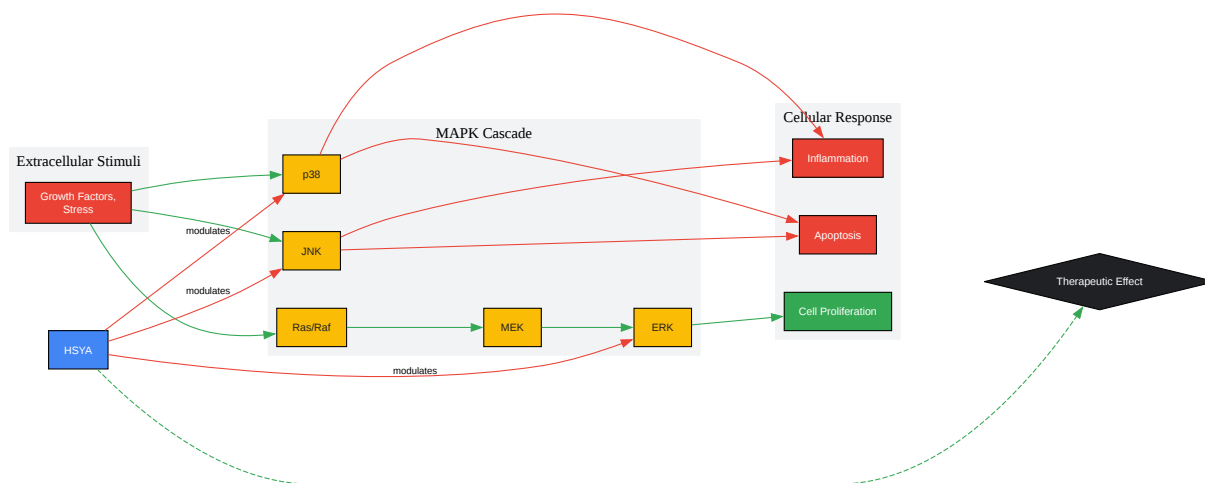 MAPK Cascade
Cellular Response
Extracellular Stimuli
Growth Factors,
Stress
p38
Inflammation
modulates
JNK
Apoptosis
modulates
Therapeutic Effect
Ras/Raf
MEK
ERK
Cell Proliferation
HSYA
modulates